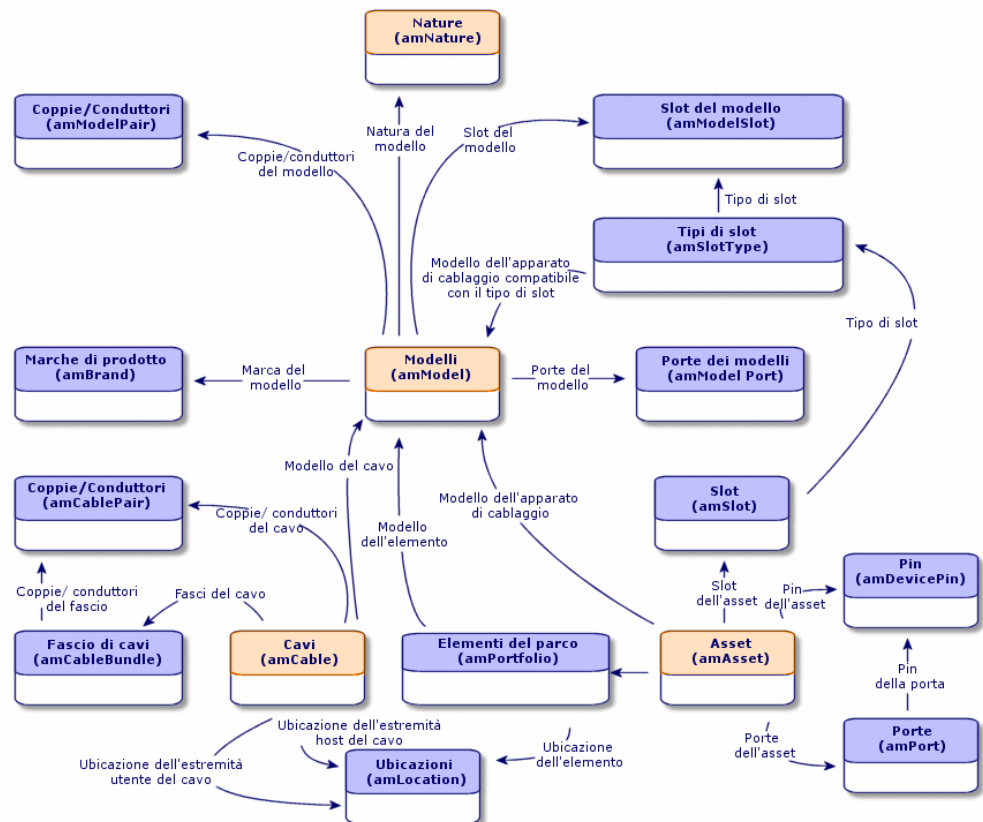 Nature
(amNature)
Coppie/Conduttori
(amModelPair)
Slot del modello
(amModelSlot)
Natura del
modello
Slot del
modello
Coppie/conduttori
del modello
Tipo di slot
Tipi di slot
(amSlotType)
Modello dell'apparato
di cablaggio compatibile
con il tipo di slot
Tipo di slot
Marche di prodotto
(amBrand)
Marca del
modello
Modelli
(amModel)
Porte del
modello
Porte dei modelli
(amModel Port)
Modello del cavo
Coppie/Conduttori
(amCablePair)
Coppie/ conduttori
del cavo
Modello
dell'elemento
Modello dell'apparato
di cablaggio
Slot
(amSlot)
Coppie/ conduttori
del fascio
Fasci del cavo
Slot
dell'asset
Pin
dell'asset
Pin
(amDevicePin)
Fascio di cavi
(amCableBundle)
Cavi
(amCable)
Elementi del parco
(amPortfolio)
Asset
(amAsset)
Pin
della porta
Ubicazione dell'estremità
host del cavo
Ubicazione dell'estremità
utente del cavo
Ubicazioni
(amLocation)
Ubicazione
dell'elemento
Porte
dell'asset
Porte
(amPort)